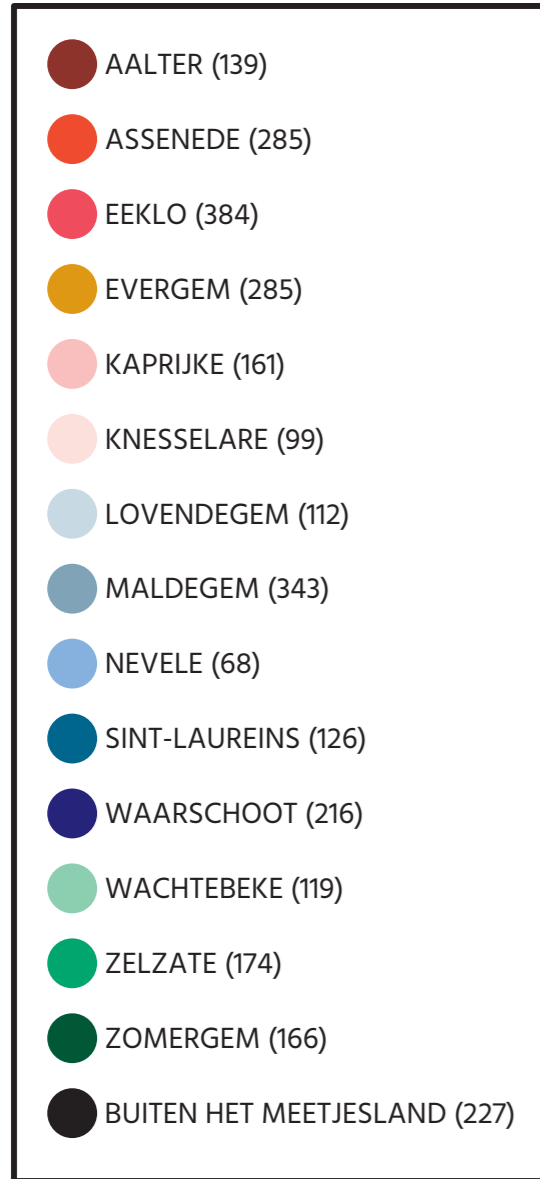 AALTER (139)
ASSENEDE (285)
EEKLO (384)
EVERGEM (285)
KAPRIJKE (161)
KNESSELARE (99)
LOVENDEGEM (112)
MALDEGEM (343)
NEVELE (68)
SINT-LAUREINS (126)
WAARSCHOOT (216)
WACHTEBEKE (119)
ZELZATE (174)
ZOMERGEM (166)
BUITEN HET MEETJESLAND (227)